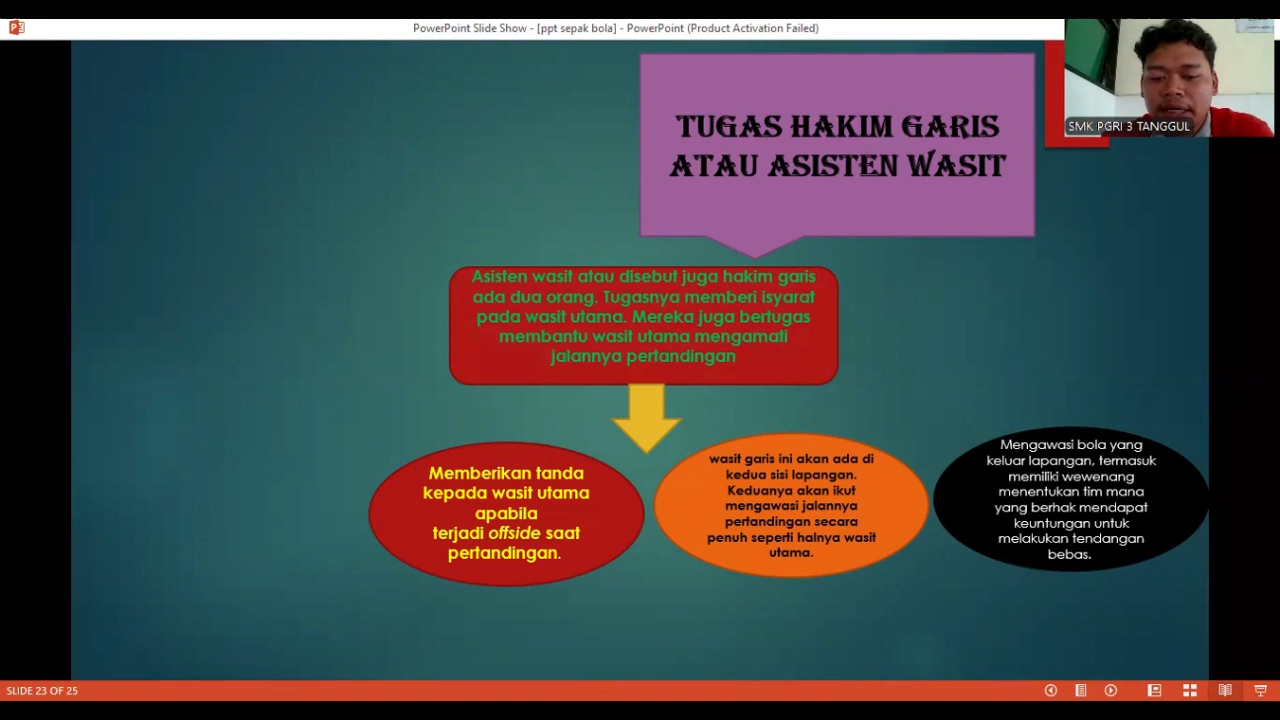 PowerPoint Slide Show - [ppt sepak bola] - PowerPoint (Product Activation Failed)
SMK PGRI 3 TANGGUL
TUGAS HAKIM GARIS
ATAU ASISTEN WASIT
Asisten wasit atau disebut juga hakim garis
ada dua orang. Tugasnya memberi isyarat
pada wasit utama. Mereka juga bertugas
membantu wasit utama mengamati
jalannya pertandingan
Memberikan tanda
kepada wasit utama
apabila
terjadi offside saat
pertandingan.
wasit garis ini akan ada di
kedua sisi lapangan.
Keduanya akan ikut
mengawasi jalannya
pertandingan secara
penuh seperti halnya wasit
utama.
Mengawasi bola yang
keluar lapangan, termasuk
memiliki wewenang
menentukan tim mana
yang berhak mendapat
keuntungan untuk
melakukan tendangan
bebas.
SLIDE 23 OF 25